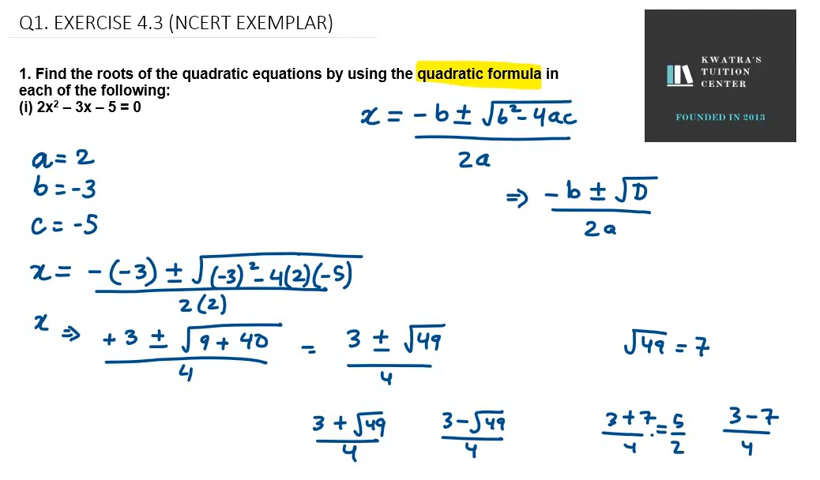 Q1. EXERCISE 4.3 (NCERT EXEMPLAR)
KWATRA'S
TUITION
CENTER
FOUNDED IN 2013
1. Find the roots of the quadratic equations by using the quadratic formula in
each of the following:
(i) 2x² – 3x – 5 = 0
x = (-b ± √(b² - 4ac)) / 2a
⇒ (-b ± √D) / 2a
a = 2
b = -3
c = -5
x = (-(-3) ± √((-3)² - 4(2)(-5))) / 2(2)
x ⇒ (+3 ± √(9 + 40)) / 4 = (3 ± √49) / 4
√49 = 7
(3 + √49) / 4 (3 - √49) / 4
(3 + 7) / 4 = 5 / 2 (3 - 7) / 4